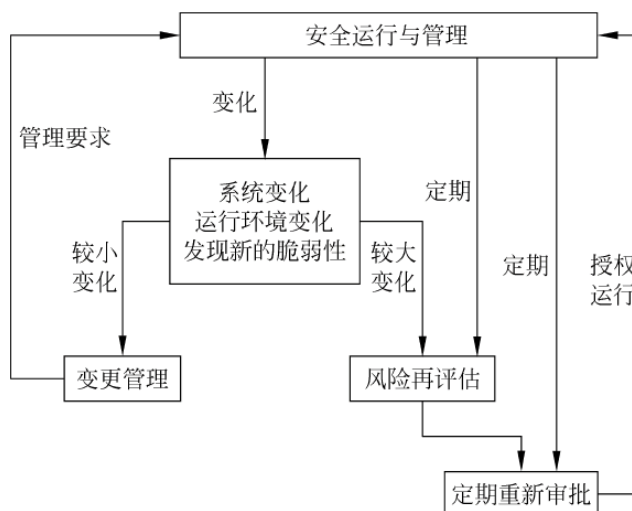 安全运行与管理
变化
管理要求
系统变化
运行环境变化
发现新的脆弱性
定期
较小
变化
较大
变化
定期
授权
运行
变更管理
风险再评估
定期重新审批